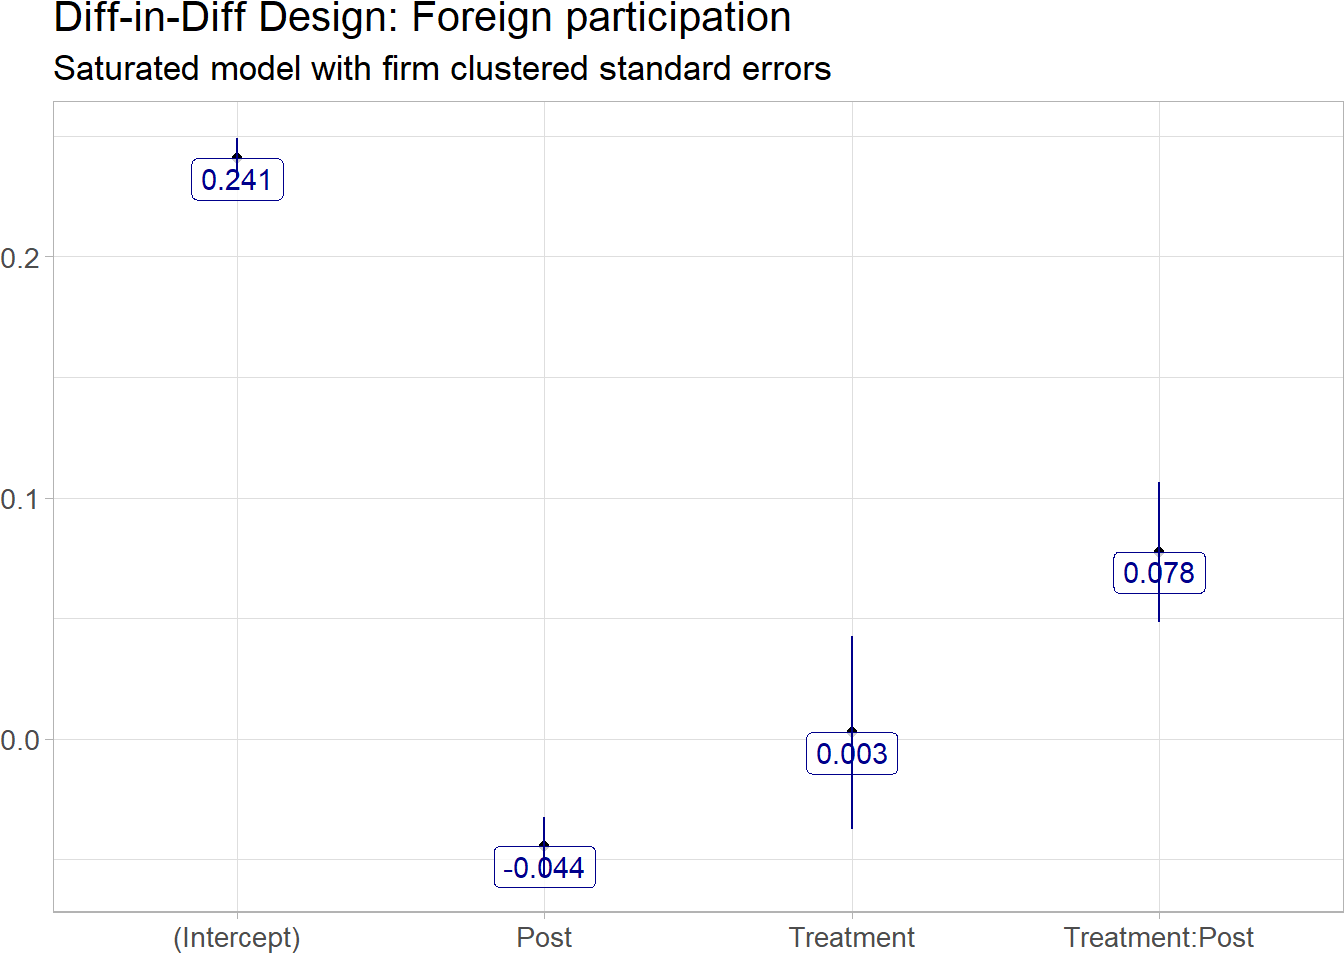 Diff-in-Diff Design: Foreign participation
Saturated model with firm clustered standard errors
0.241
0.2
0.1
0.078
0.003
0.0
-0.044
(Intercept)
Post
Treatment
Treatment:Post